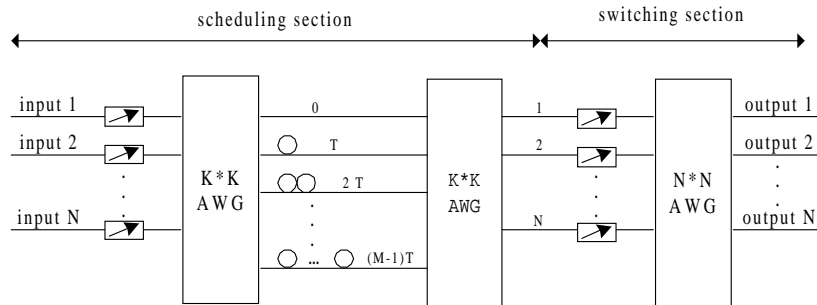 scheduling section
switching section
input 1
input 2
input N
K*K
AWG
0
T
2 T
...
(M-1)T
K*K
AWG
1
2
N
N*N
AWG
output 1
output 2
output N